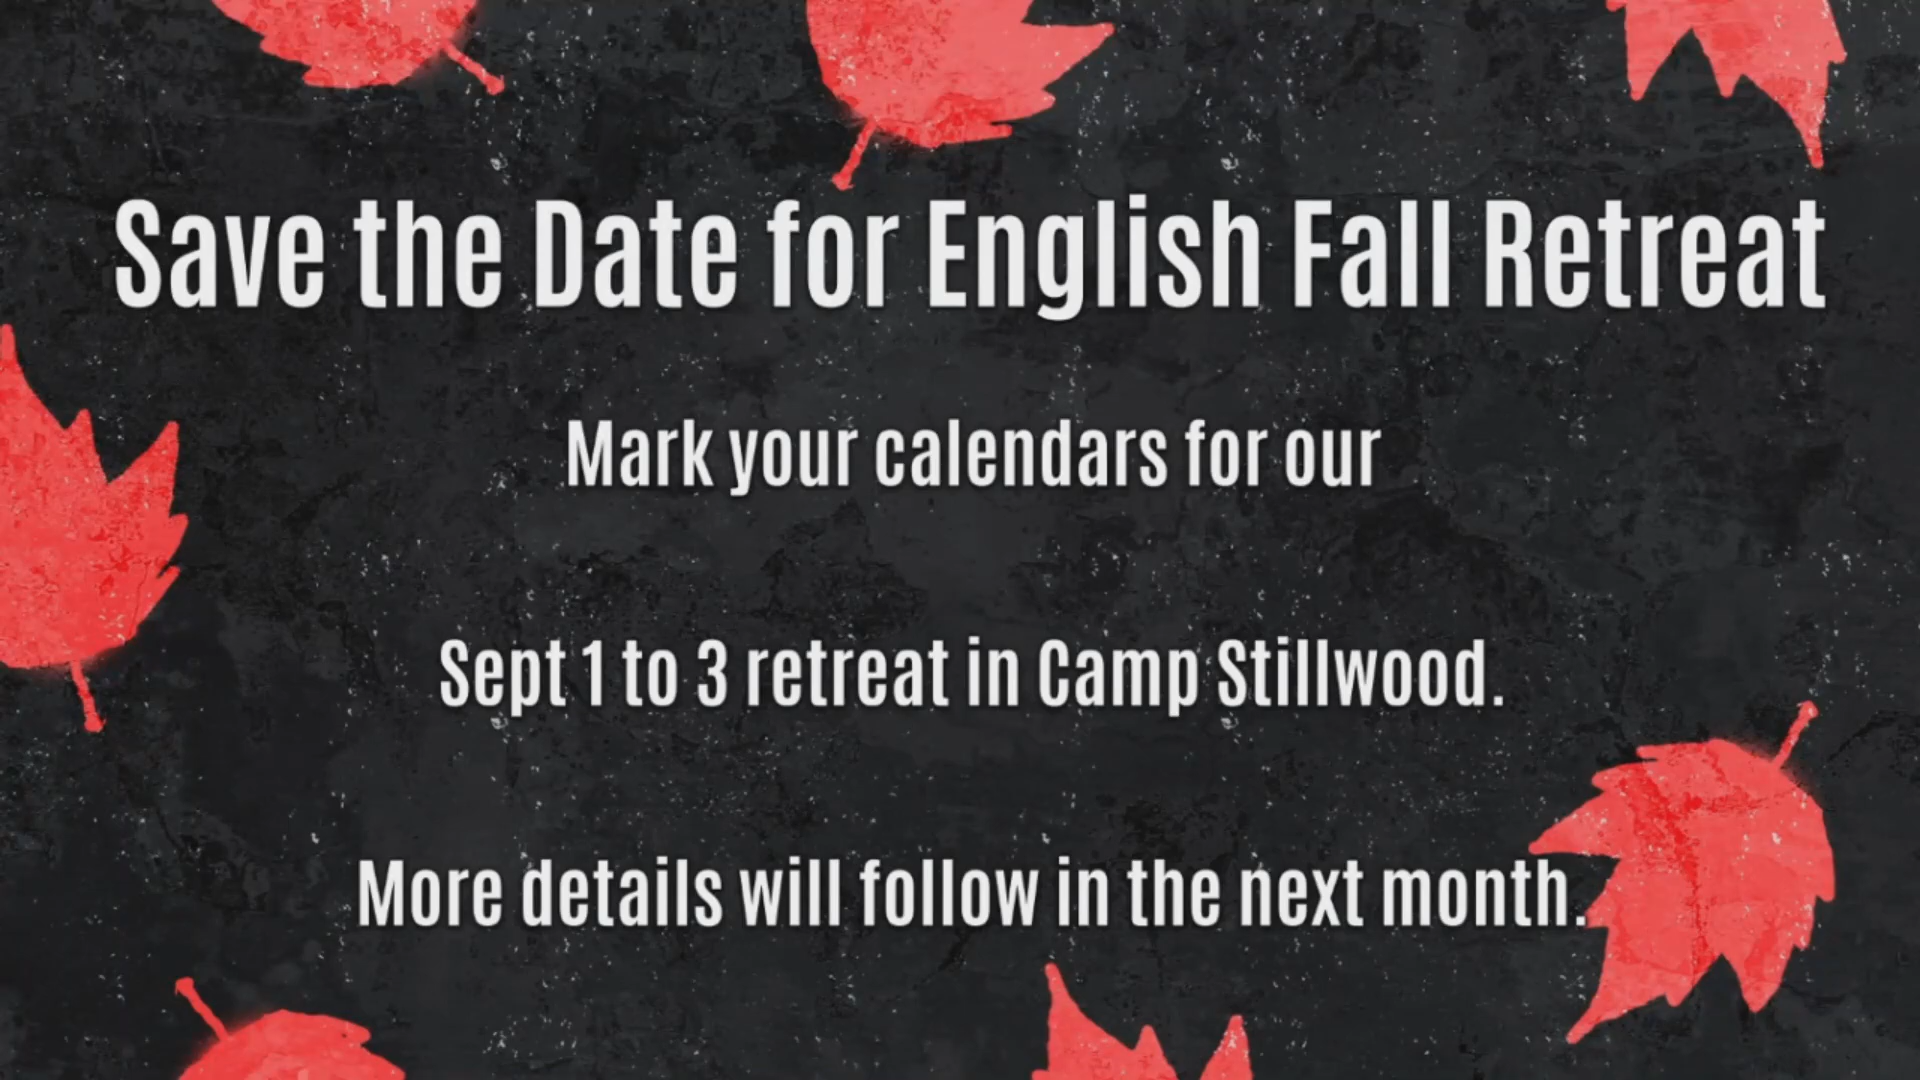 Save the Date for English Fall Retreat
Mark your calendars for our
Sept 1 to 3 retreat in Camp Stillwood.
More details will follow in the next month.